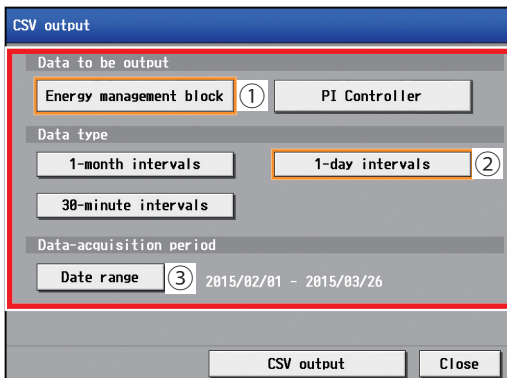 CSV output
Data to be output
Energy management block ① PI Controller
Data type
1-month intervals 1-day intervals ②
30-minute intervals
Data-acquisition period
Date range ③ 2015/02/01 - 2015/03/26
CSV output Close